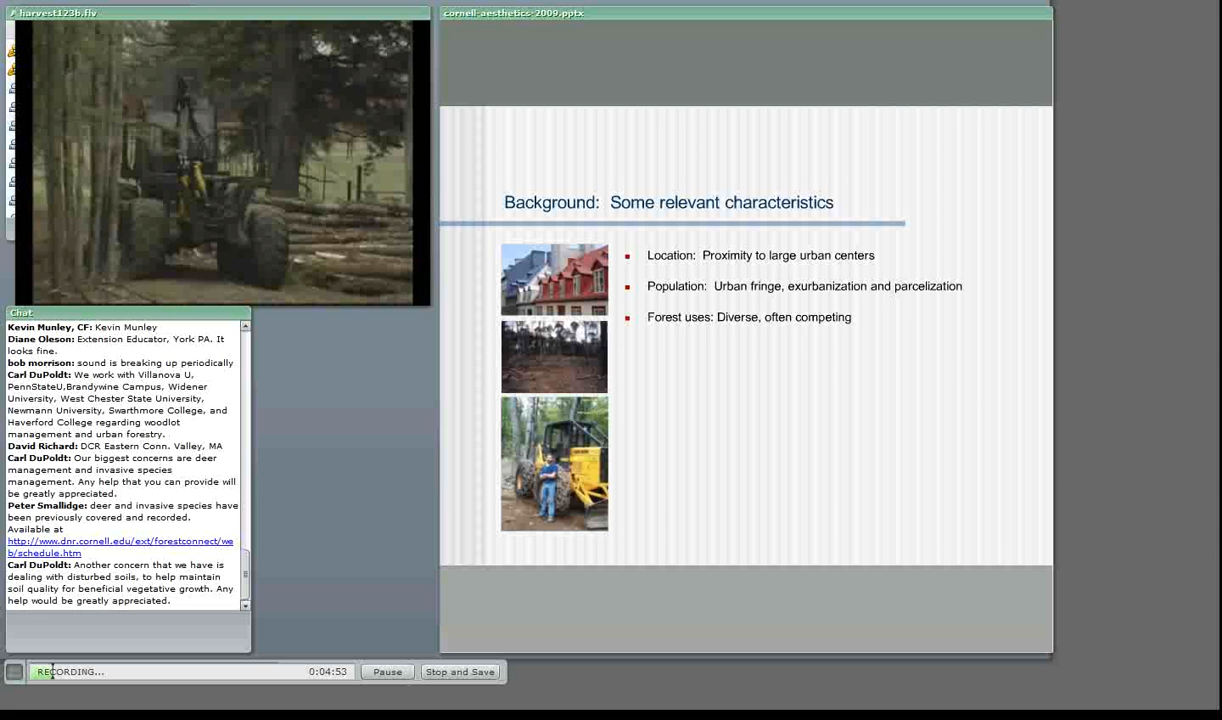 harvest123b.flv
cornell-aesthetics-2009.pptx
Background: Some relevant characteristics
Location: Proximity to large urban centers
Population: Urban fringe, exurbanization and parcelization
Forest uses: Diverse, often competing
Chat
Kevin Munley, CF: Kevin Munley
Diane Oleson: Extension Educator, York PA. It
looks fine.
bob morrison: sound is breaking up periodically
Carl DuPoldt: We work with Villanova U,
PennStateU,Brandywine Campus, Widener
University, West Chester State University,
Newmann University, Swarthmore College, and
Haverford College regarding woodlot
management and urban forestry.
David Richard: DCR Eastern Conn. Valley, MA
Carl DuPoldt: Our biggest concerns are deer
management and invasive species
management. Any help that you can provide will
be greatly appreciated.
Peter Smallidge: deer and invasive species have
been previously covered and recorded.
Available at
http://www.dnr.cornell.edu/ext/forestconnect/we
b/schedule.htm
Carl DuPoldt: Another concern that we have is
dealing with disturbed soils, to help maintain
soil quality for beneficial vegetative growth. Any
help would be greatly appreciated.
RECORDING... 0:04:53 Pause Stop and Save